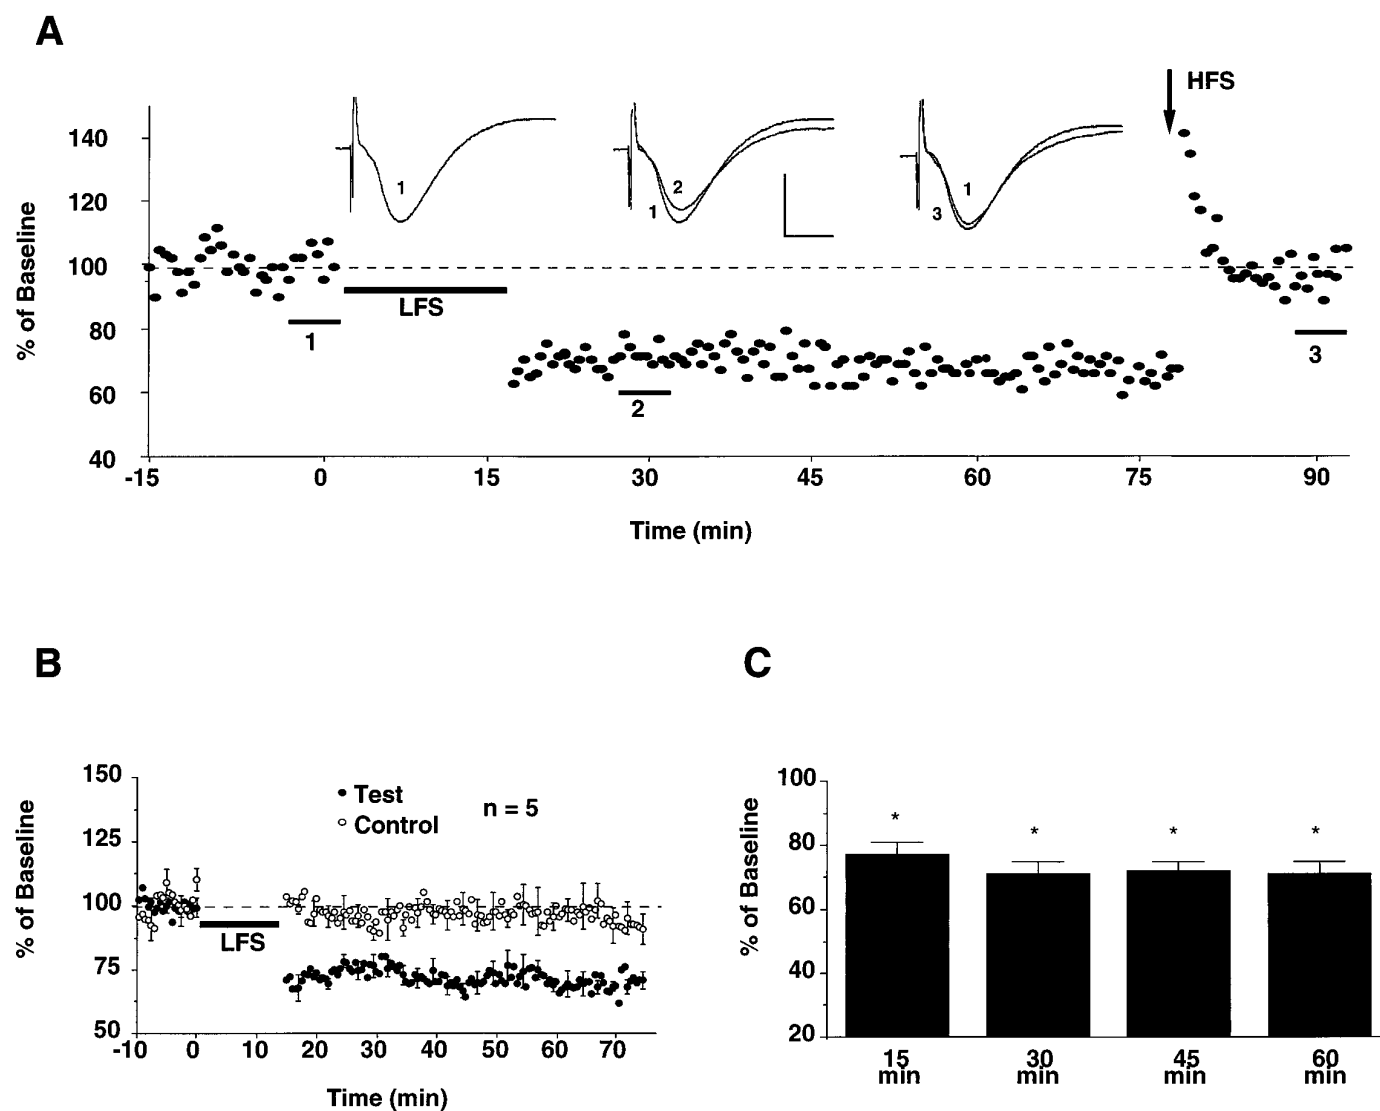 A
HFS
140
120
100
80
60
40
% of Baseline
1
2
1
1
3
LFS
1
2
3
-15 0 15 30 45 60 75 90
Time (min)
B
150
125
100
75
50
% of Baseline
Test
Control
n = 5
LFS
-10 0 10 20 30 40 50 60 70
Time (min)
C
100
80
60
40
20
% of Baseline
* * * *
15 30 45 60
min min min min